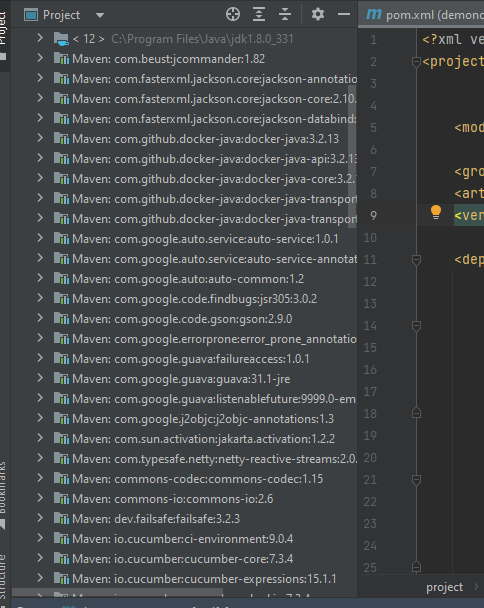 Project
Project
pom.xml (democ
< 12 > C:\Program Files\Java\jdk1.8.0_331
Maven: com.beust:jcommander:1.82
Maven: com.fasterxml.jackson.core:jackson-annotatio
Maven: com.fasterxml.jackson.core:jackson-core:2.10.
Maven: com.fasterxml.jackson.core:jackson-databind:
Maven: com.github.docker-java:docker-java:3.2.13
Maven: com.github.docker-java:docker-java-api:3.2.13
Maven: com.github.docker-java:docker-java-core:3.2.1
Maven: com.github.docker-java:docker-java-transport
Maven: com.github.docker-java:docker-java-transport
Maven: com.google.auto.service:auto-service:1.0.1
Maven: com.google.auto.service:auto-service-annotat
Maven: com.google.auto:auto-common:1.2
Maven: com.google.code.findbugs:jsr305:3.0.2
Maven: com.google.code.gson:gson:2.9.0
Maven: com.google.errorprone:error_prone_annotatio
Maven: com.google.guava:failureaccess:1.0.1
Maven: com.google.guava:guava:31.1-jre
Maven: com.google.guava:listenablefuture:9999.0-em
Maven: com.google.j2objc:j2objc-annotations:1.3
Maven: com.sun.activation:jakarta.activation:1.2.2
Maven: com.typesafe.netty:netty-reactive-streams:2.0.
Maven: commons-codec:commons-codec:1.15
Maven: commons-io:commons-io:2.6
Maven: dev.failsafe:failsafe:3.2.3
Maven: io.cucumber:ci-environment:9.0.4
Maven: io.cucumber:cucumber-core:7.3.4
Maven: io.cucumber:cucumber-expressions:15.1.1
1 <?xml ve
2 <project
3
5 <mod
6
7 <gro
8 <art
9 <ver
10
11 <dep
12
13
14
15
16
17
18
19
20
21
22
23
24
25
project
Bookmarks
Structure